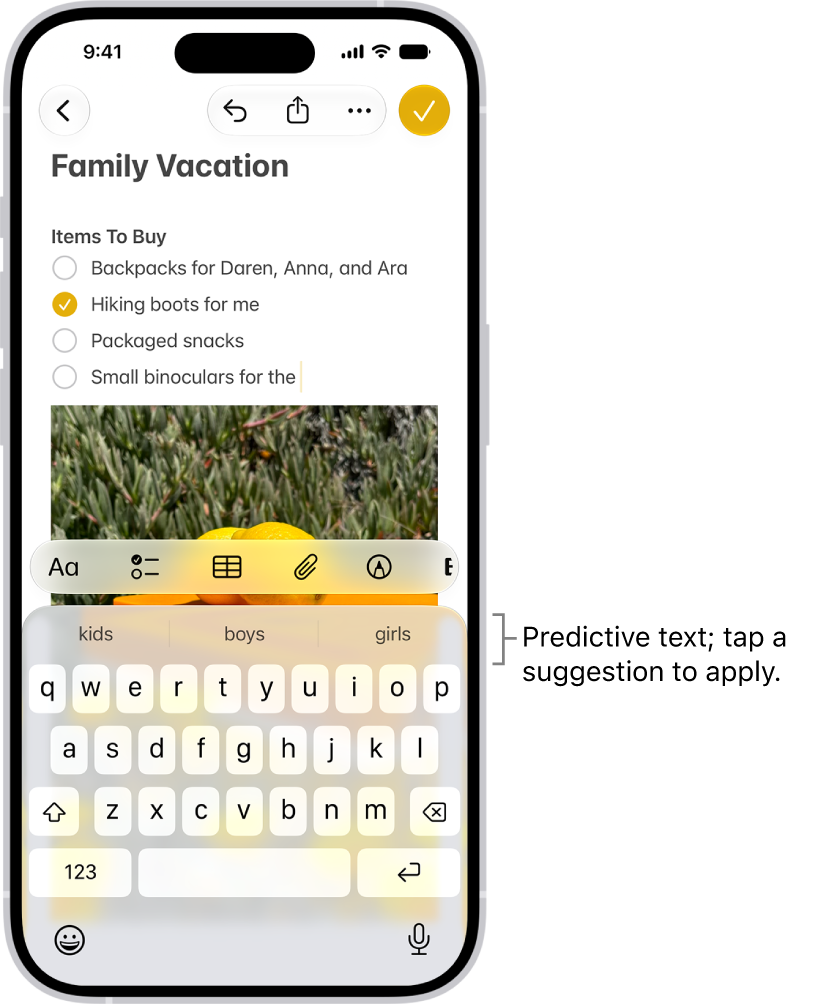 9:41
Family Vacation
Items To Buy
Backpacks for Daren, Anna, and Ara
Hiking boots for me
Packaged snacks
Small binoculars for the
Aa
kids boys girls
Predictive text; tap a
suggestion to apply.
q w e r t y u i o p
a s d f g h j k l
z x c v b n m
123